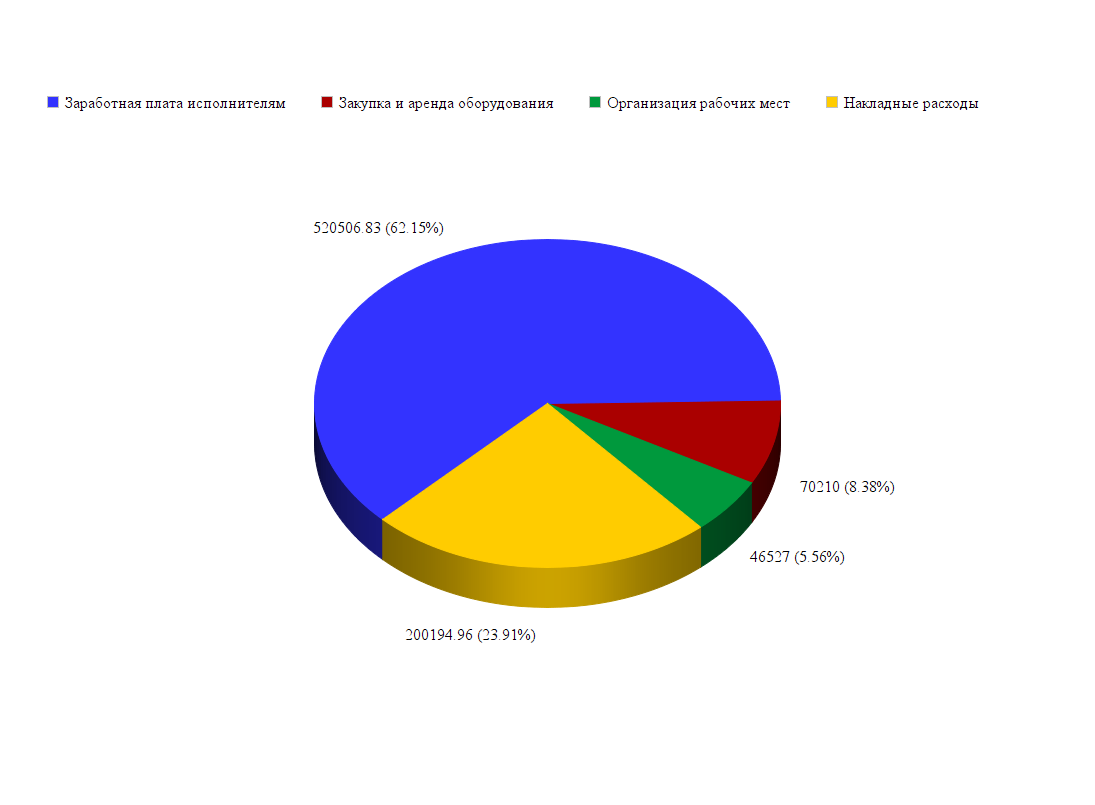 Заработная плата исполнителям Закупка и аренда оборудования Организация рабочих мест Накладные расходы
520506.83 (62.15%)
70210 (8.38%)
46527 (5.56%)
200194.96 (23.91%)